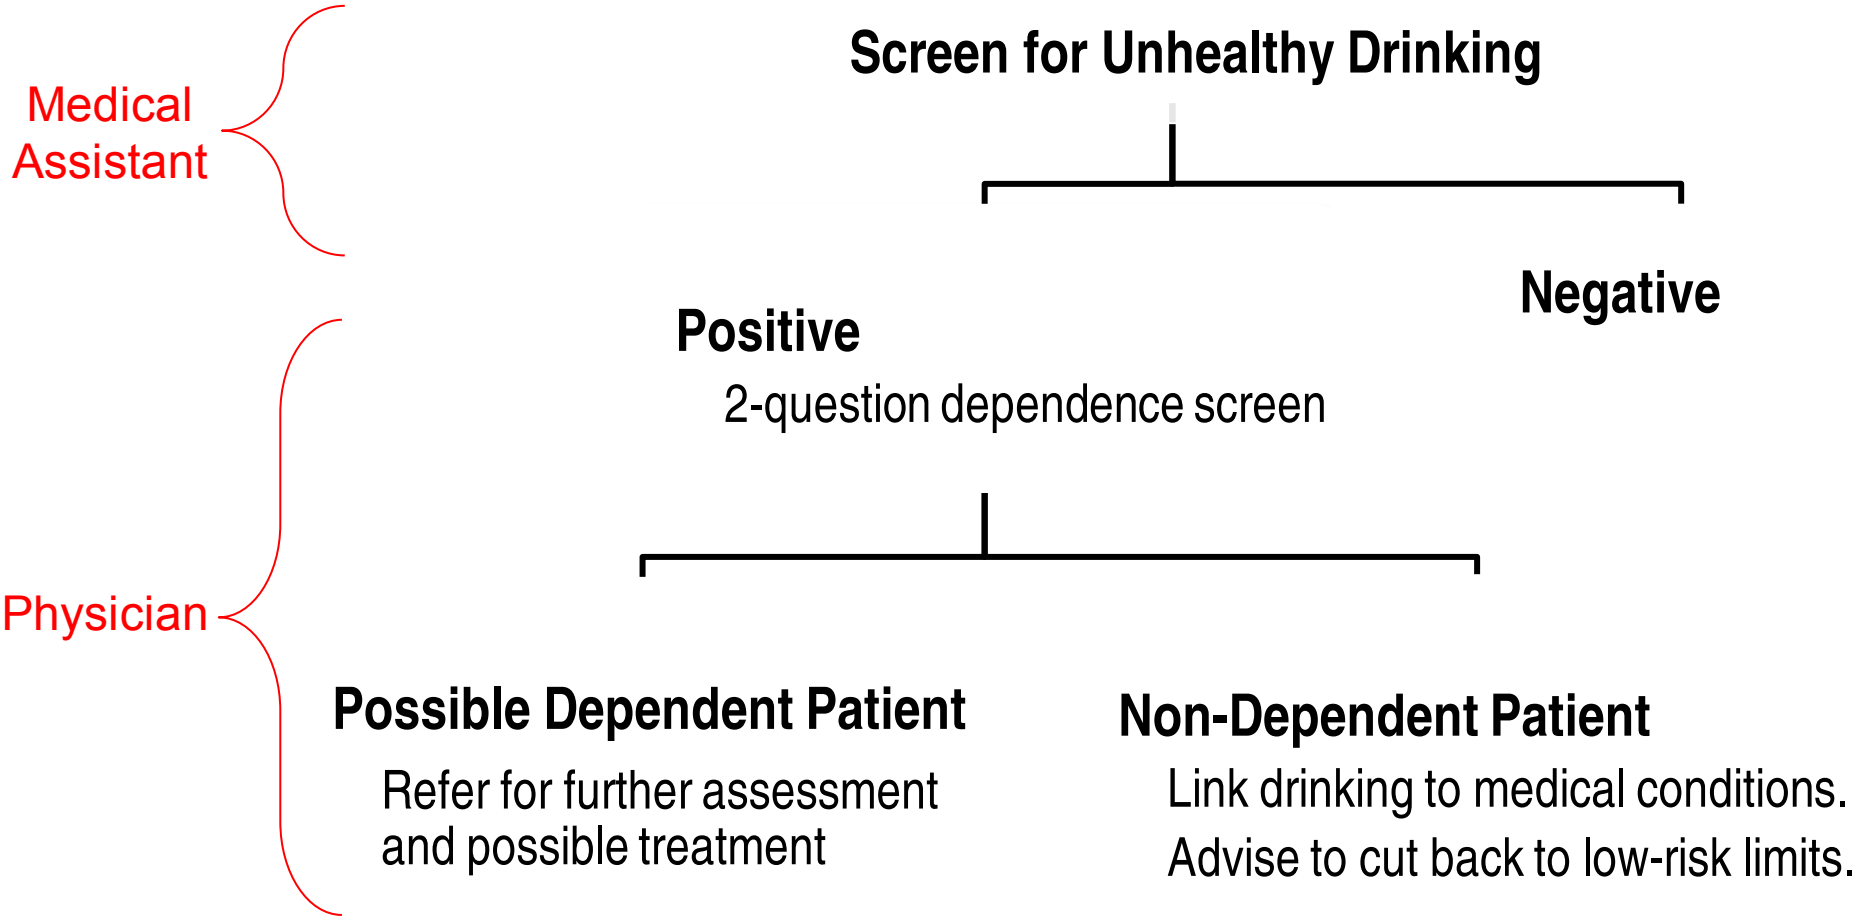 Screen for Unhealthy Drinking
Medical
Assistant
Negative
Positive
2-question dependence screen
Physician
Possible Dependent Patient
Refer for further assessment
and possible treatment
Non-Dependent Patient
Link drinking to medical conditions.
Advise to cut back to low-risk limits.